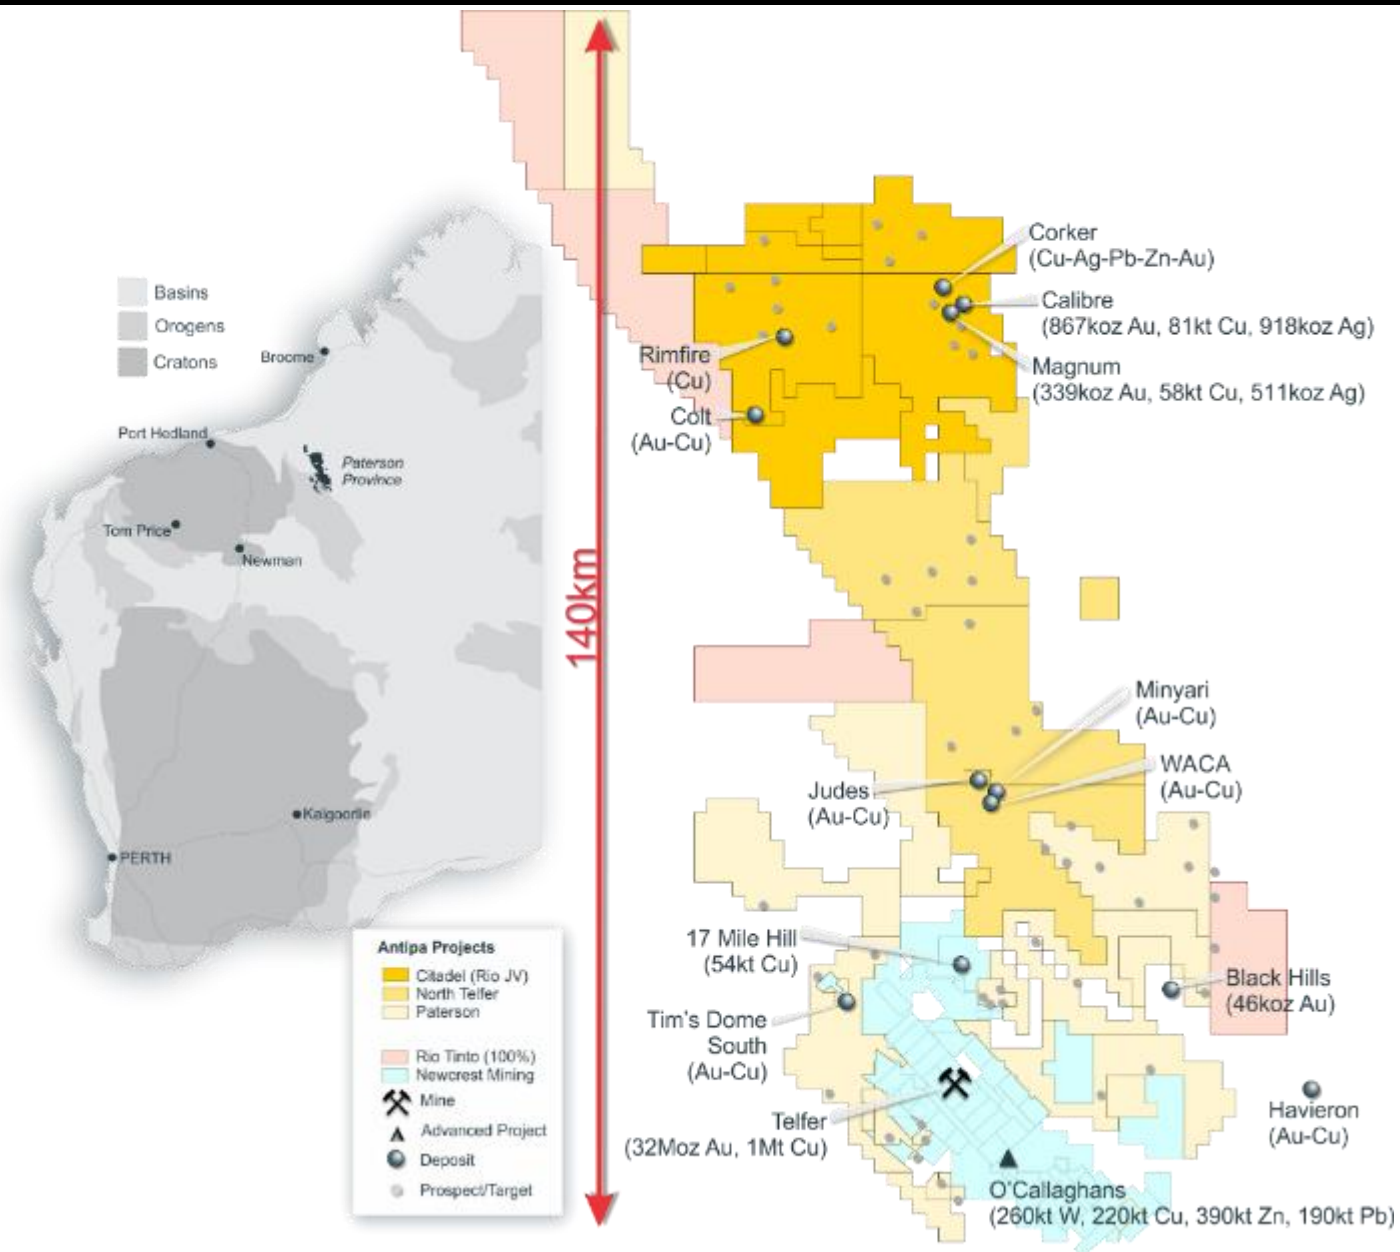 Basins
Orogens
Cratons
Broome
Port Hedland
Paterson
Province
Tom Price
Newman
Kalgoorlie
PERTH
140km
Corker
(Cu-Ag-Pb-Zn-Au)
Calibre
(867koz Au, 81kt Cu, 918koz Ag)
Magnum
(339koz Au, 58kt Cu, 511koz Ag)
Rimfire
(Cu)
Colt
(Au-Cu)
Minyari
(Au-Cu)
WACA
(Au-Cu)
Judes
(Au-Cu)
17 Mile Hill
(54kt Cu)
Black Hills
(46koz Au)
Tim's Dome
South
(Au-Cu)
Telfer
(32Moz Au, 1Mt Cu)
Havieron
(Au-Cu)
O'Callaghans
(260kt W, 220kt Cu, 390kt Zn, 190kt Pb)
Antipa Projects
Citadel (Rio JV)
North Telfer
Paterson
Rio Tinto (100%)
Newcrest Mining
Mine
Advanced Project
Deposit
Prospect/Target